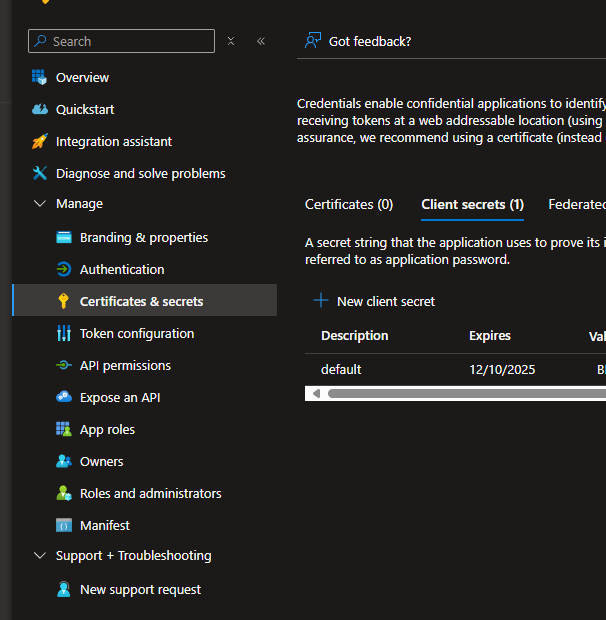 Search
Overview
Quickstart
Integration assistant
Diagnose and solve problems
Manage
Branding & properties
Authentication
Certificates & secrets
Token configuration
API permissions
Expose an API
App roles
Owners
Roles and administrators
Manifest
Support + Troubleshooting
New support request
Got feedback?
Credentials enable confidential applications to identify
receiving tokens at a web addressable location (using
assurance, we recommend using a certificate (instead
Certificates (0) Client secrets (1) Federated
A secret string that the application uses to prove its i
referred to as application password.
New client secret
Description Expires Val
default 12/10/2025